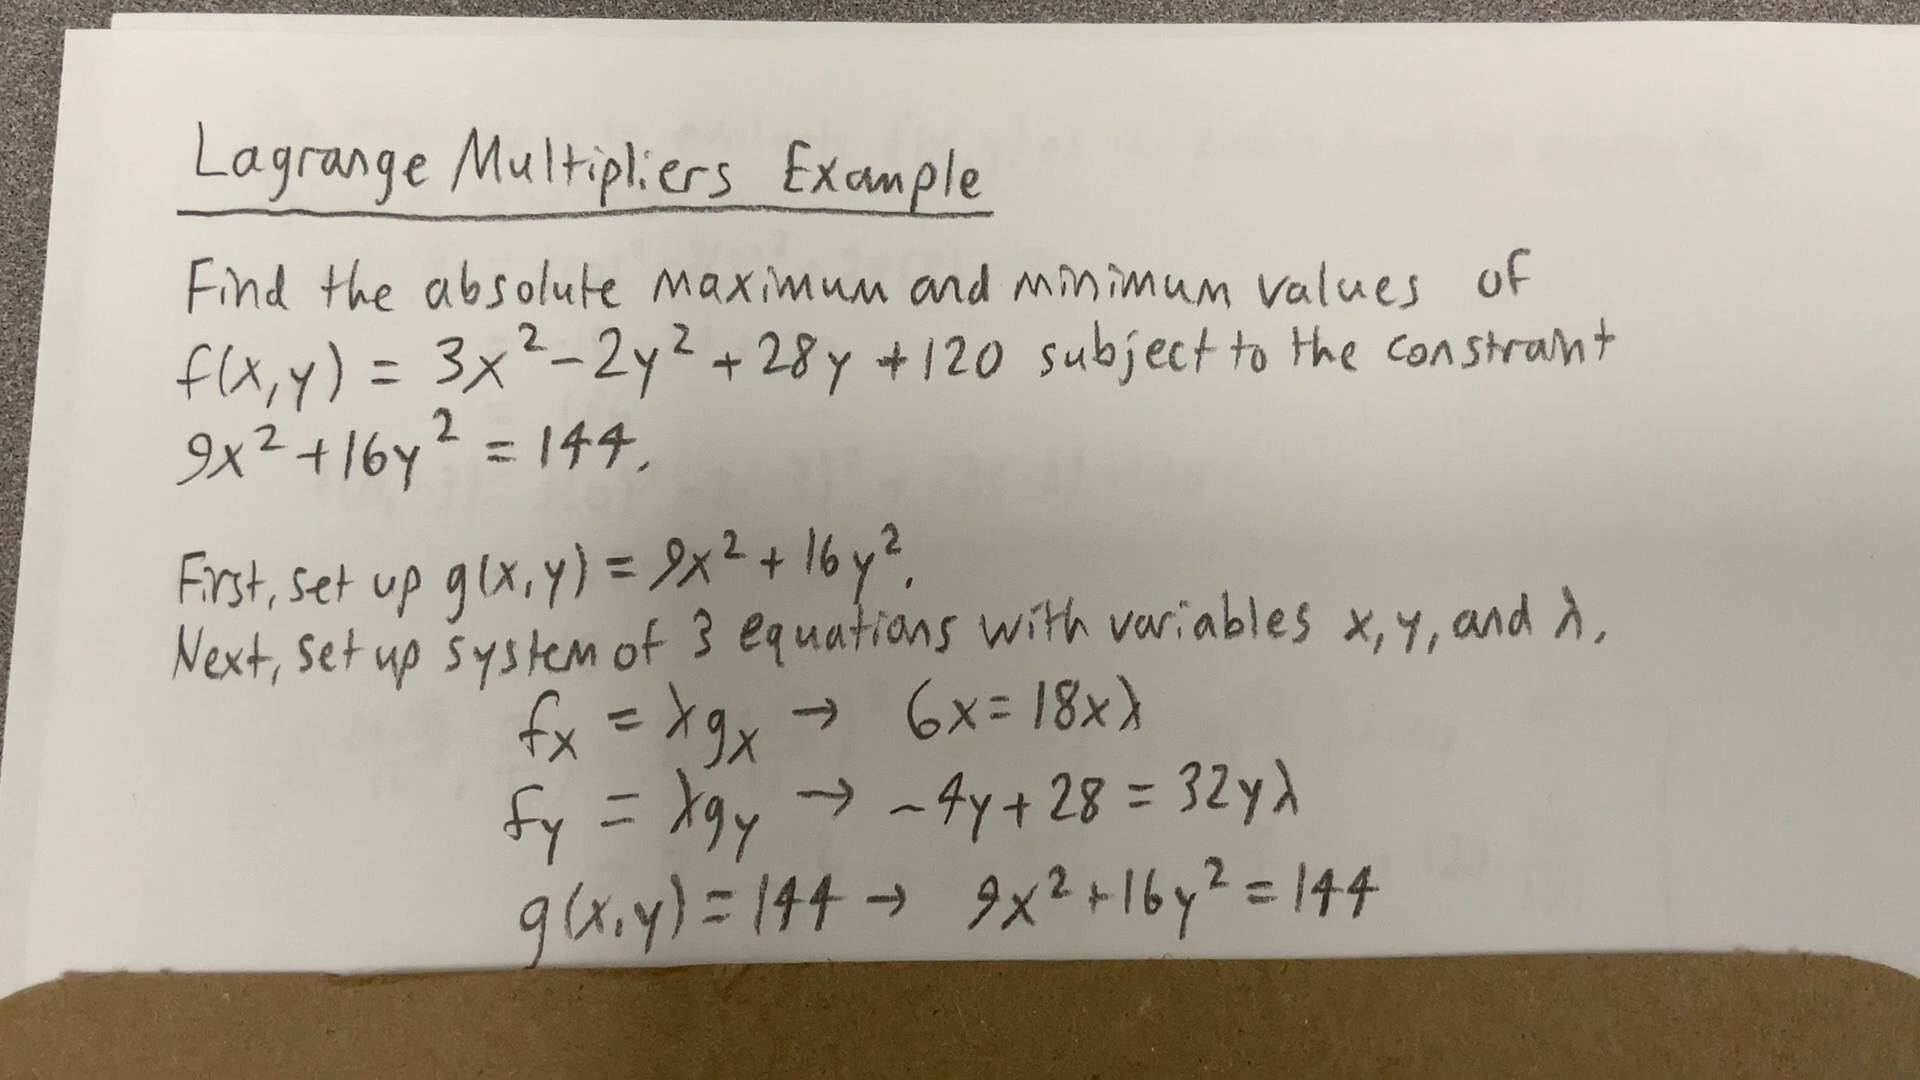 Lagrange Multipliers Example
Find the absolute maximum and minimum values of
f(x,y) = 3x² - 2y² + 28y + 120 subject to the constraint
9x² + 16y² = 144.
First, set up g(x,y) = 9x² + 16y².
Next, set up system of 3 equations with variables x, y, and λ.
fₓ = λgₓ → 6x = 18xλ
f_y = λg_y → -4y + 28 = 32yλ
g(x,y) = 144 → 9x² + 16y² = 144